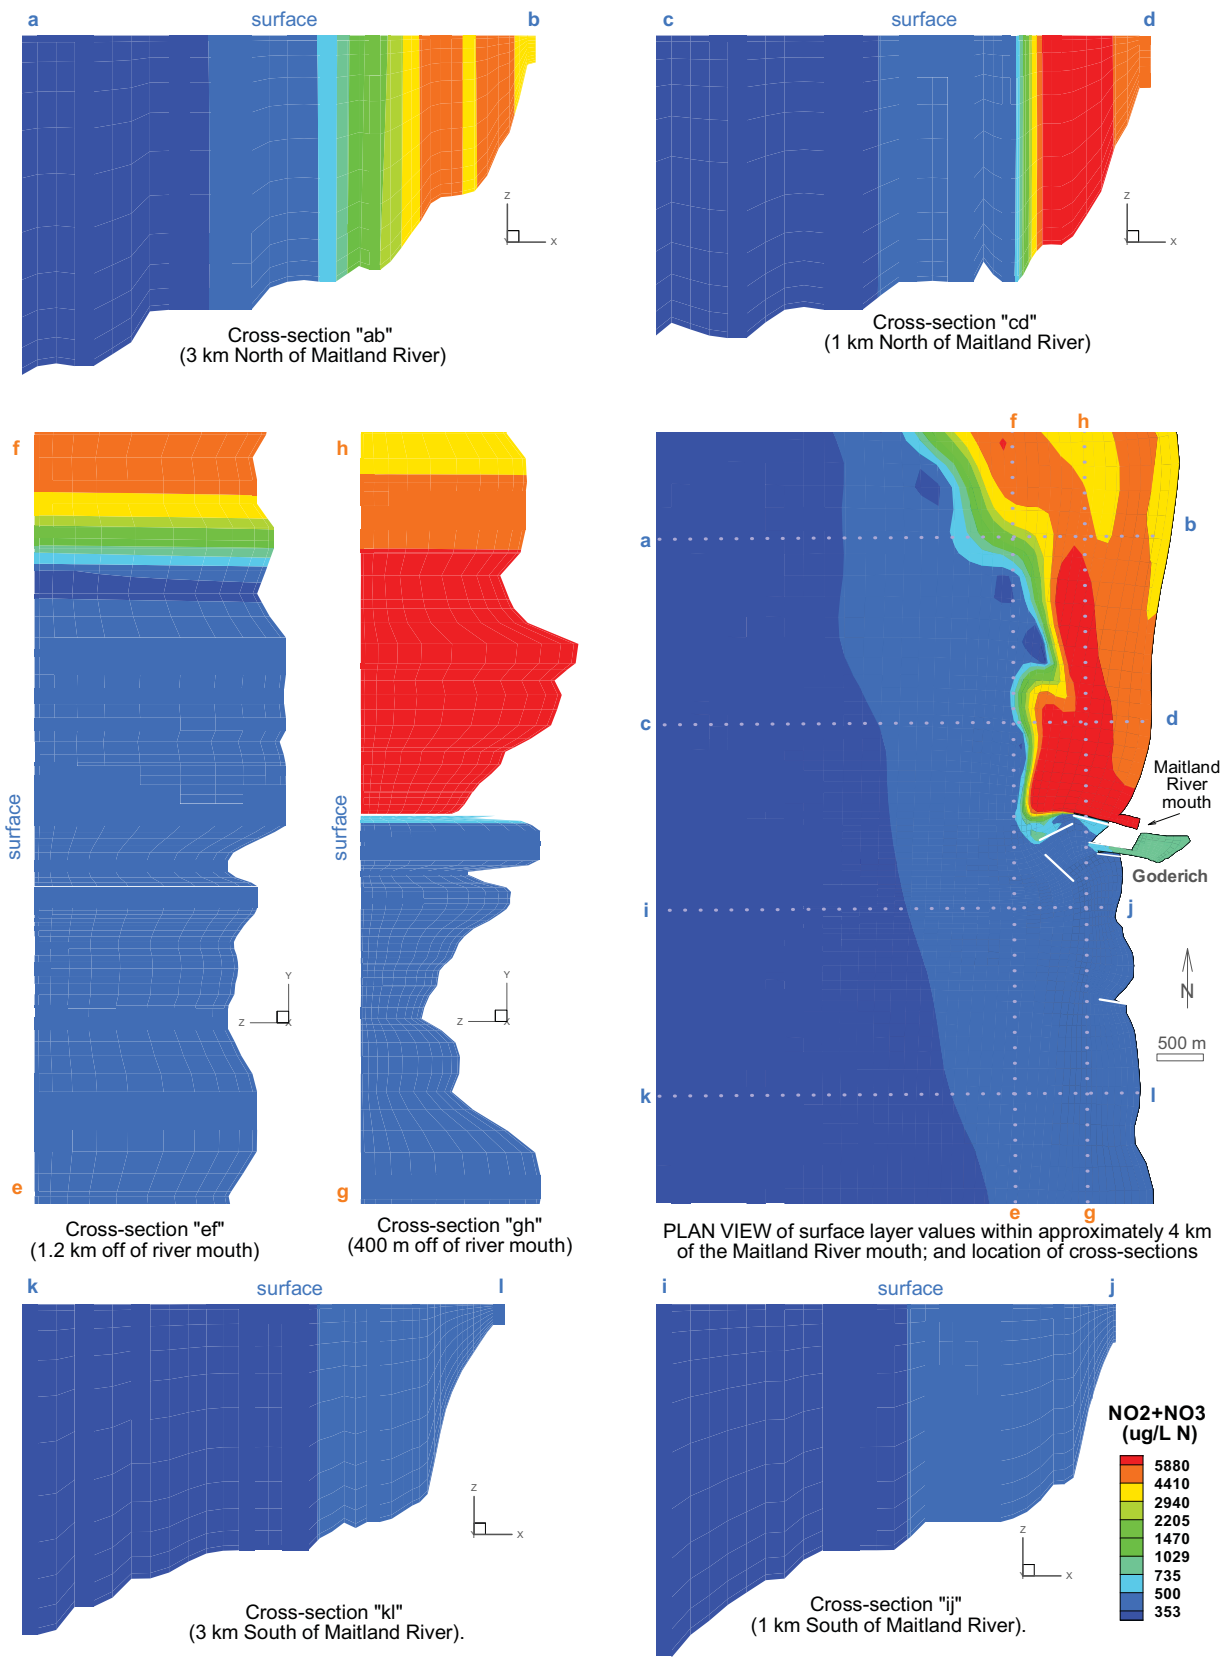 a surface b
c surface d
Z
X
Z
X
Cross-section "ab"
(3 km North of Maitland River)
Cross-section "cd"
(1 km North of Maitland River)
f
h
f h
b
a
c
d
Maitland
River
mouth
surface
surface
Goderich
i
j
Y
Z
X
Y
Z
X
N
500 m
k
l
e
g
e g
Cross-section "ef"
(1.2 km off of river mouth)
Cross-section "gh"
(400 m off of river mouth)
PLAN VIEW of surface layer values within approximately 4 km
of the Maitland River mouth; and location of cross-sections
k surface l
i surface j
NO2+NO3
(ug/L N)
5880
4410
2940
2205
1470
1029
735
500
353
Z
X
Z
X
Cross-section "kl"
(3 km South of Maitland River).
Cross-section "ij"
(1 km South of Maitland River).